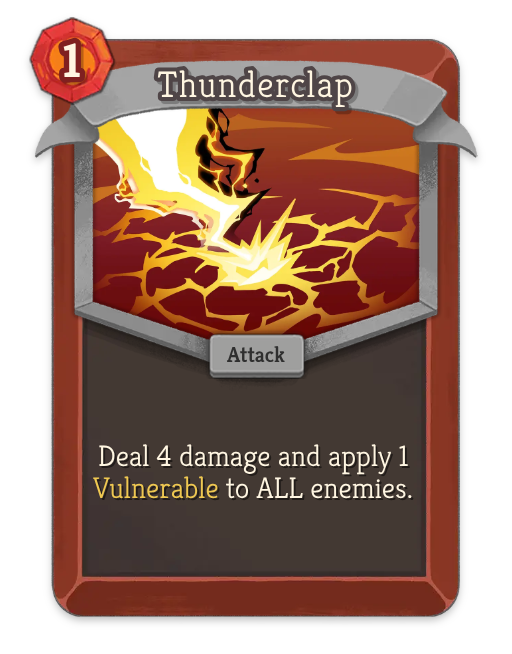 1
Thunderclap
Attack
Deal 4 damage and apply 1
Vulnerable to ALL enemies.